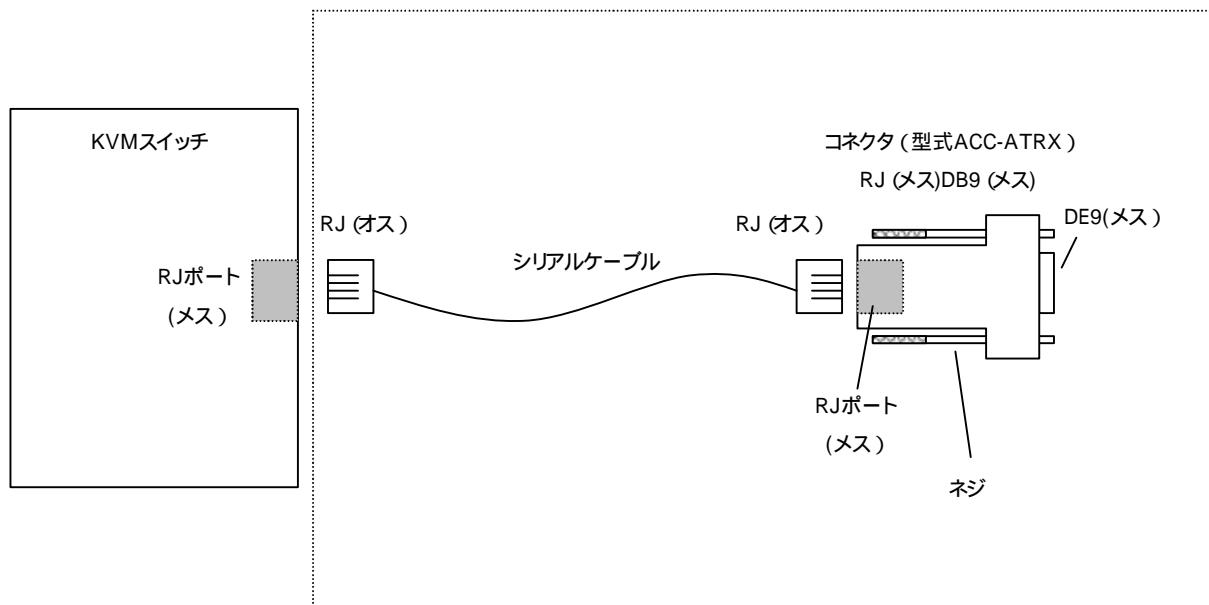 KVMスイッチ
コネクタ（型式ACC-ATRX）
RJ (メス)DB9 (メス)
RJ (オス）
RJ (オス）
DE9(メス）
シリアルケーブル
RJポート
(メス）
RJポート
(メス）
ネジ